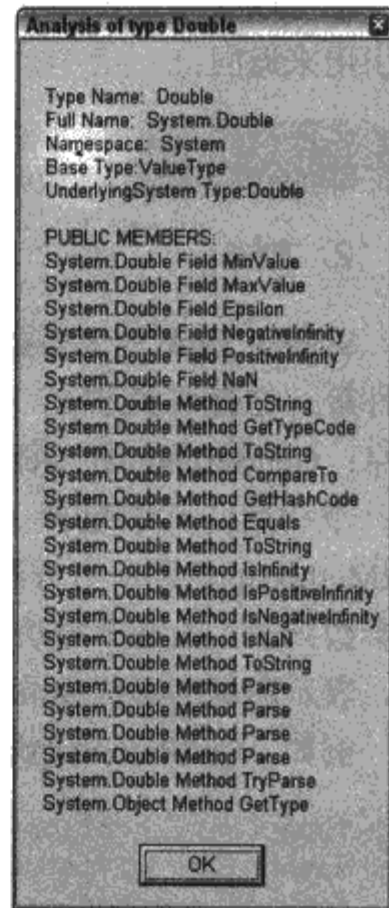 Analysis of type Double
Type Name: Double
Full Name: System.Double
Namespace: System
Base Type:ValueType
UnderlyingSystem Type:Double
PUBLIC MEMBERS:
System.Double Field MinValue
System.Double Field MaxValue
System.Double Field Epsilon
System.Double Field NegativeInfinity
System.Double Field PositiveInfinity
System.Double Field NaN
System.Double Method ToString
System.Double Method GetTypeCode
System.Double Method ToString
System.Double Method CompareTo
System.Double Method GetHashCode
System.Double Method Equals
System.Double Method ToString
System.Double Method IsInfinity
System.Double Method IsPositiveInfinity
System.Double Method IsNegativeInfinity
System.Double Method IsNaN
System.Double Method ToString
System.Double Method Parse
System.Double Method Parse
System.Double Method Parse
System.Double Method Parse
System.Double Method TryParse
System.Object Method GetType
OK